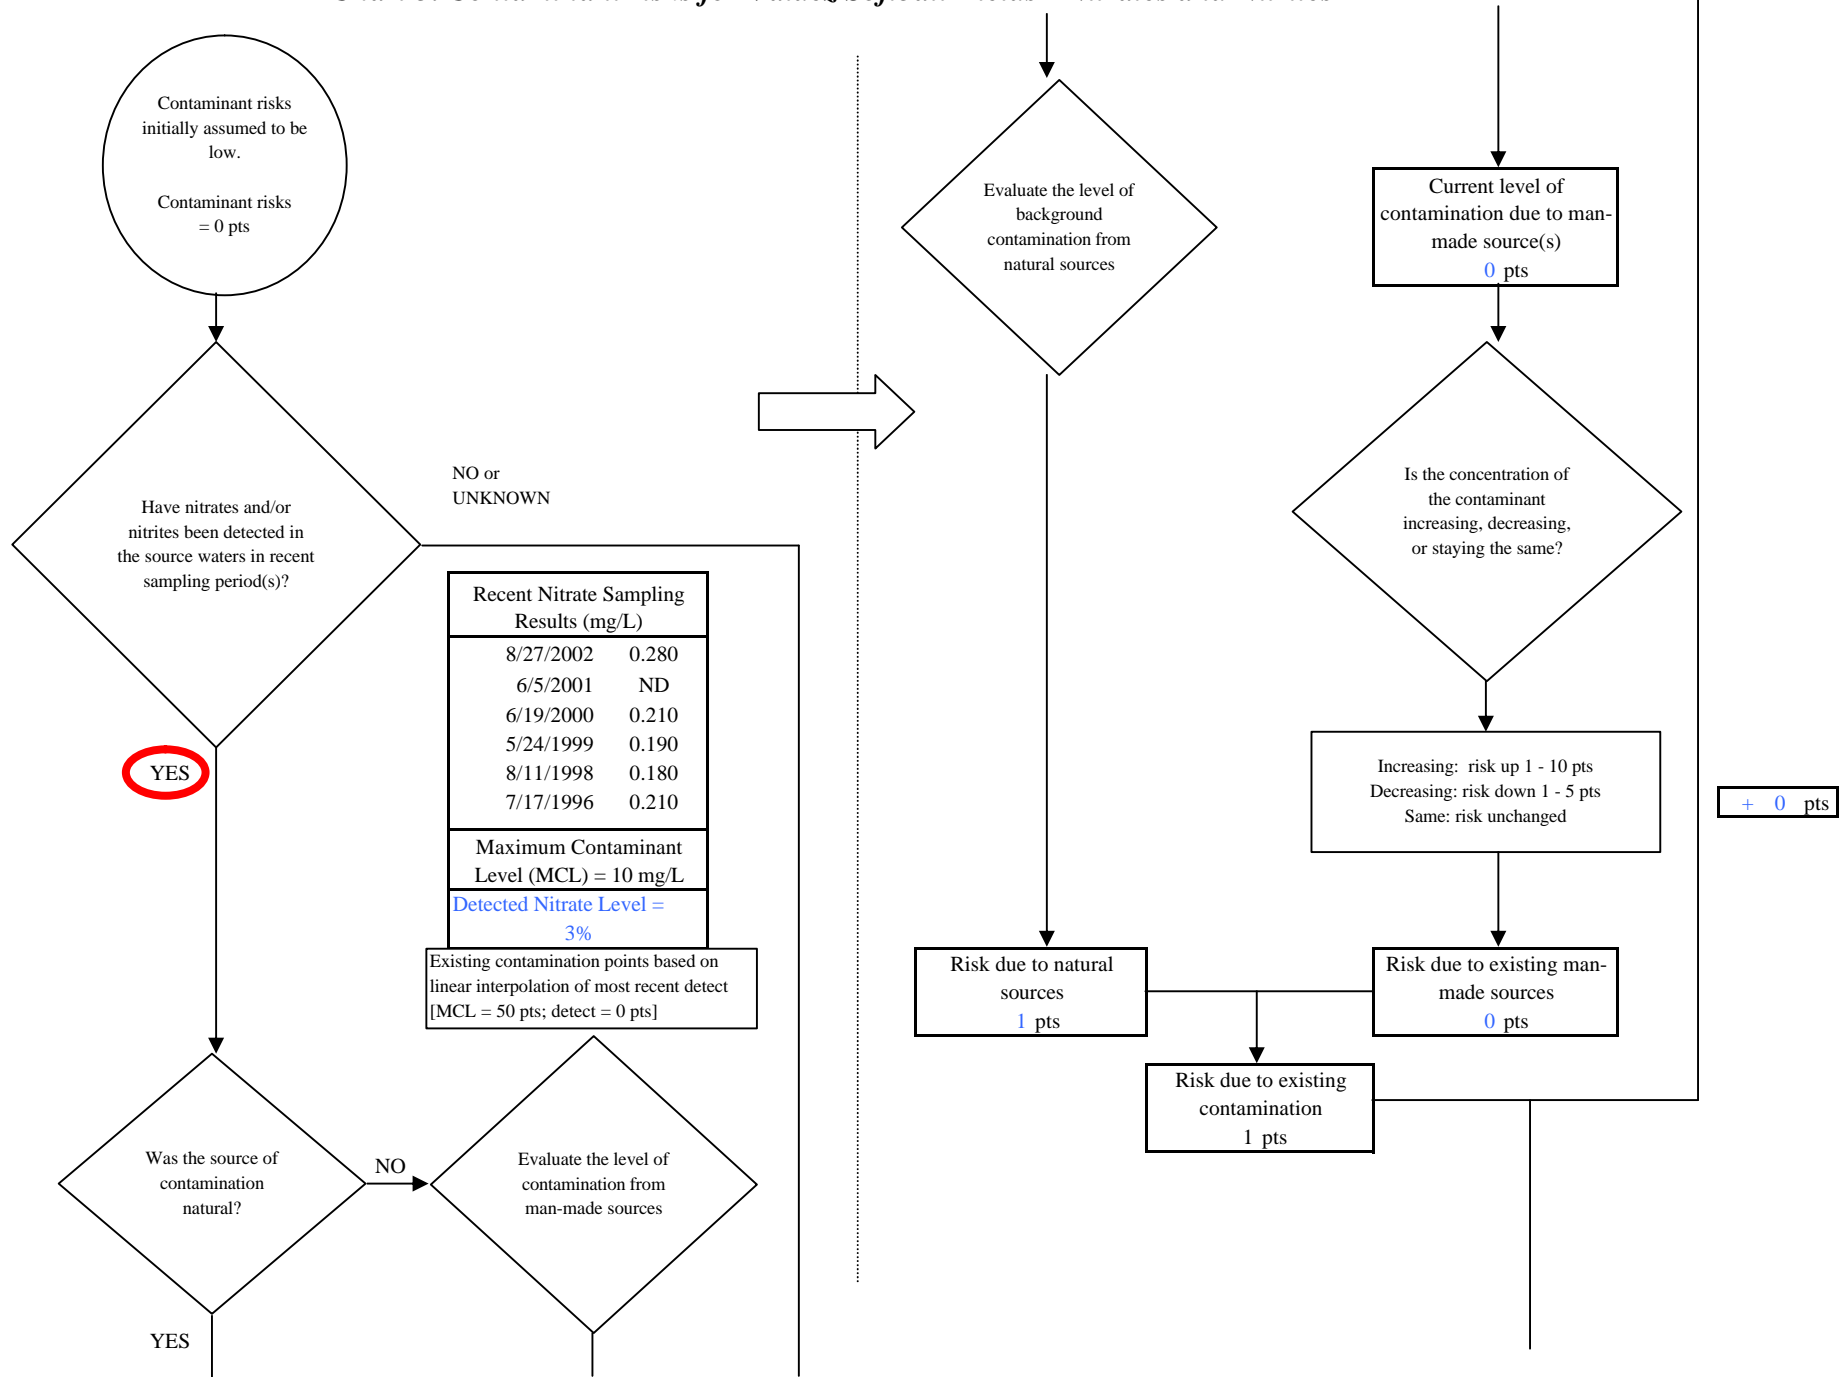 Contaminant risks
initially assumed to be
low.
Contaminant risks
= 0 pts
Have nitrates and/or
nitrites been detected in
the source waters in recent
sampling period(s)?
NO or
UNKNOWN
YES
Recent Nitrate Sampling
Results (mg/L)
8/27/2002 0.280
6/5/2001 ND
6/19/2000 0.210
5/24/1999 0.190
8/11/1998 0.180
7/17/1996 0.210
Maximum Contaminant
Level (MCL) = 10 mg/L
Detected Nitrate Level =
3%
Existing contamination points based on
linear interpolation of most recent detect
[MCL = 50 pts; detect = 0 pts]
Was the source of
contamination
natural?
NO
Evaluate the level of
contamination from
man-made sources
YES
Evaluate the level of
background
contamination from
natural sources
Current level of
contamination due to man-
made source(s)
0 pts
Is the concentration of
the contaminant
increasing, decreasing,
or staying the same?
Increasing: risk up 1 - 10 pts
Decreasing: risk down 1 - 5 pts
Same: risk unchanged
+ 0 pts
Risk due to natural
sources
1 pts
Risk due to existing man-
made sources
0 pts
Risk due to existing
contamination
1 pts